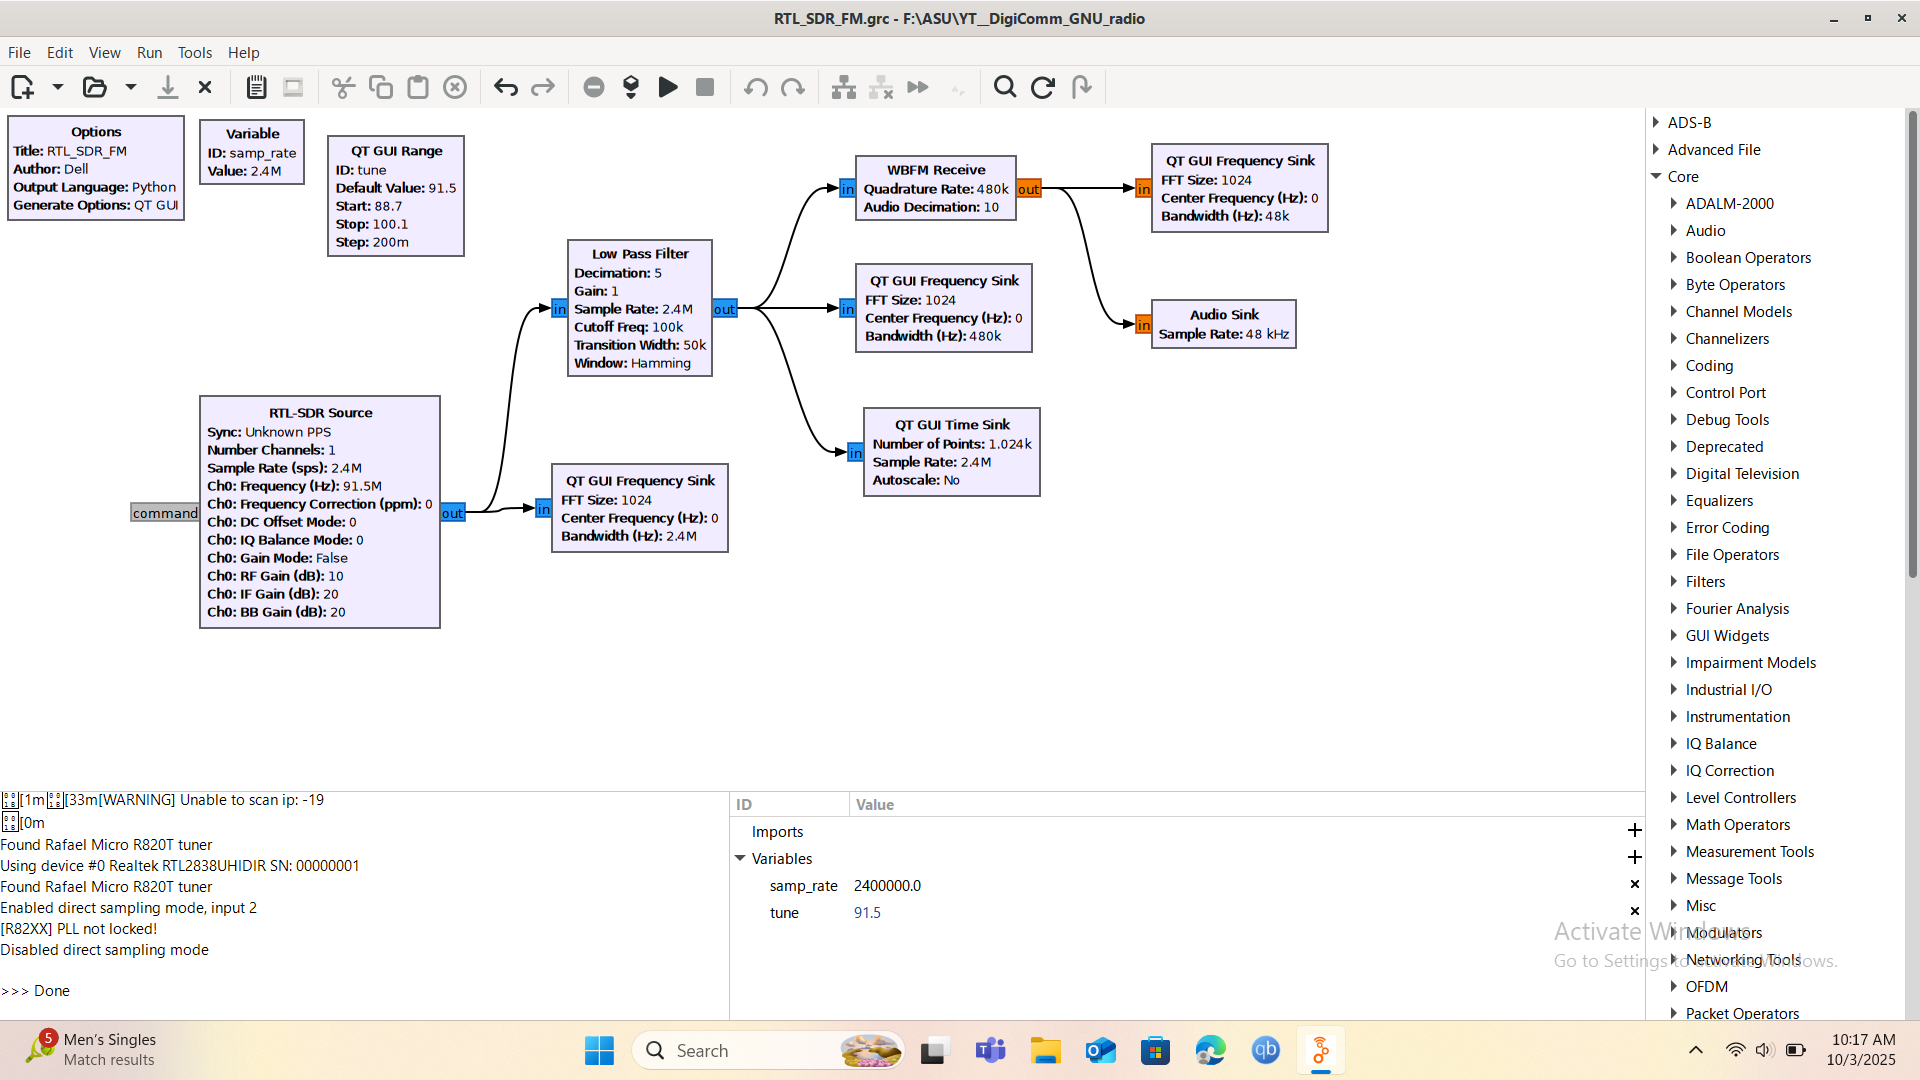 RTL_SDR_FM.grc - F:\ASU\YT__DigiComm_GNU_radio
File Edit View Run Tools Help
Options
Title: RTL_SDR_FM
Author: Dell
Output Language: Python
Generate Options: QT GUI
Variable
ID: samp_rate
Value: 2.4M
QT GUI Range
ID: tune
Default Value: 91.5
Start: 88.7
Stop: 100.1
Step: 200m
RTL-SDR Source
Sync: Unknown PPS
Number Channels: 1
Sample Rate (sps): 2.4M
Ch0: Frequency (Hz): 91.5M
Ch0: Frequency Correction (ppm): 0
Ch0: DC Offset Mode: 0
Ch0: IQ Balance Mode: 0
Ch0: Gain Mode: False
Ch0: RF Gain (dB): 10
Ch0: IF Gain (dB): 20
Ch0: BB Gain (dB): 20
command
out
in
Low Pass Filter
Decimation: 5
Gain: 1
Sample Rate: 2.4M
Cutoff Freq: 100k
Transition Width: 50k
Window: Hamming
out
in
QT GUI Frequency Sink
FFT Size: 1024
Center Frequency (Hz): 0
Bandwidth (Hz): 2.4M
in
WBFM Receive
Quadrature Rate: 480k
Audio Decimation: 10
out
in
QT GUI Frequency Sink
FFT Size: 1024
Center Frequency (Hz): 0
Bandwidth (Hz): 480k
in
QT GUI Time Sink
Number of Points: 1.024k
Sample Rate: 2.4M
Autoscale: No
in
QT GUI Frequency Sink
FFT Size: 1024
Center Frequency (Hz): 0
Bandwidth (Hz): 48k
in
Audio Sink
Sample Rate: 48 kHz
ADS-B
Advanced File
Core
ADALM-2000
Audio
Boolean Operators
Byte Operators
Channel Models
Channelizers
Coding
Control Port
Debug Tools
Deprecated
Digital Television
Equalizers
Error Coding
File Operators
Filters
Fourier Analysis
GUI Widgets
Impairment Models
Industrial I/O
Instrumentation
IQ Balance
IQ Correction
Level Controllers
Math Operators
Measurement Tools
Message Tools
Misc
Modulators
Networking Tools
OFDM
Packet Operators
[1m[33m[WARNING] Unable to scan ip: -19
[0m
Found Rafael Micro R820T tuner
Using device #0 Realtek RTL2838UHIDIR SN: 00000001
Found Rafael Micro R820T tuner
Enabled direct sampling mode, input 2
[R82XX] PLL not locked!
Disabled direct sampling mode
>>> Done
ID Value
Imports
Variables
samp_rate 2400000.0
tune 91.5
Activate Windows
Go to Settings to activate Windows.
5
Men's Singles
Match results
Search
qb
10:17 AM
10/3/2025